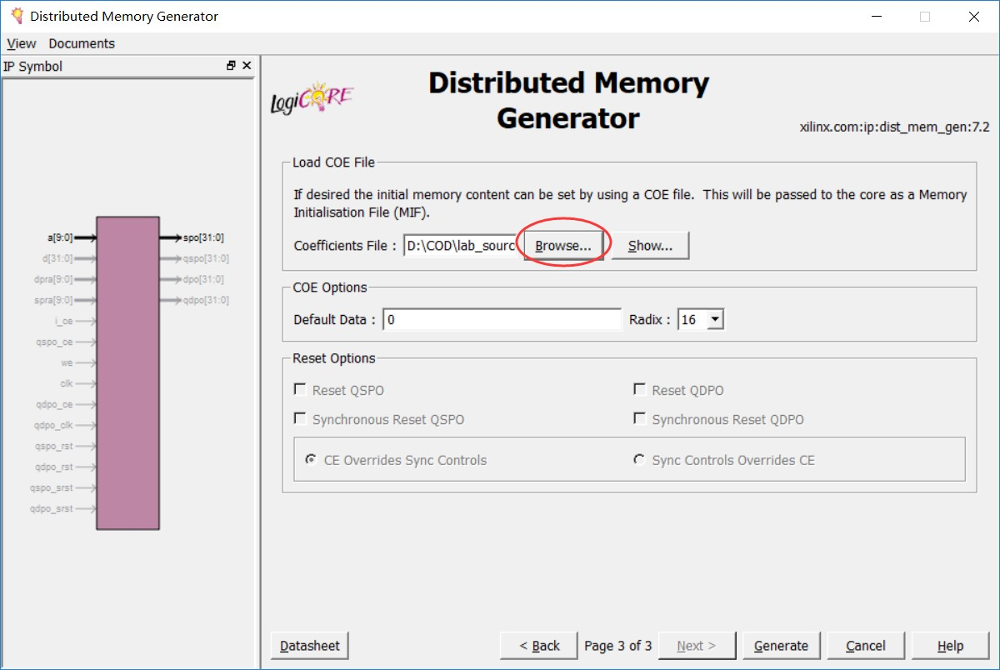 Distributed Memory Generator
View Documents
IP Symbol
a[9:0]
d[31:0]
dpra[9:0]
spra[9:0]
i_ce
qspo_ce
we
clk
qdpo_ce
qdpo_clk
qspo_rst
qdpo_rst
qspo_srst
qdpo_srst
spo[31:0]
qspo[31:0]
dpo[31:0]
qdpo[31:0]
LogiCORE
Distributed Memory
Generator
xilinx.com:ip:dist_mem_gen:7.2
Load COE File
If desired the initial memory content can be set by using a COE file. This will be passed to the core as a Memory
Initialisation File (MIF).
Coefficients File : D:\COD\lab_sourc Browse... Show...
COE Options
Default Data : 0 Radix : 16
Reset Options
Reset QSPO Reset QDPO
Synchronous Reset QSPO Synchronous Reset QDPO
CE Overrides Sync Controls Sync Controls Overrides CE
Datasheet < Back Page 3 of 3 Next > Generate Cancel Help